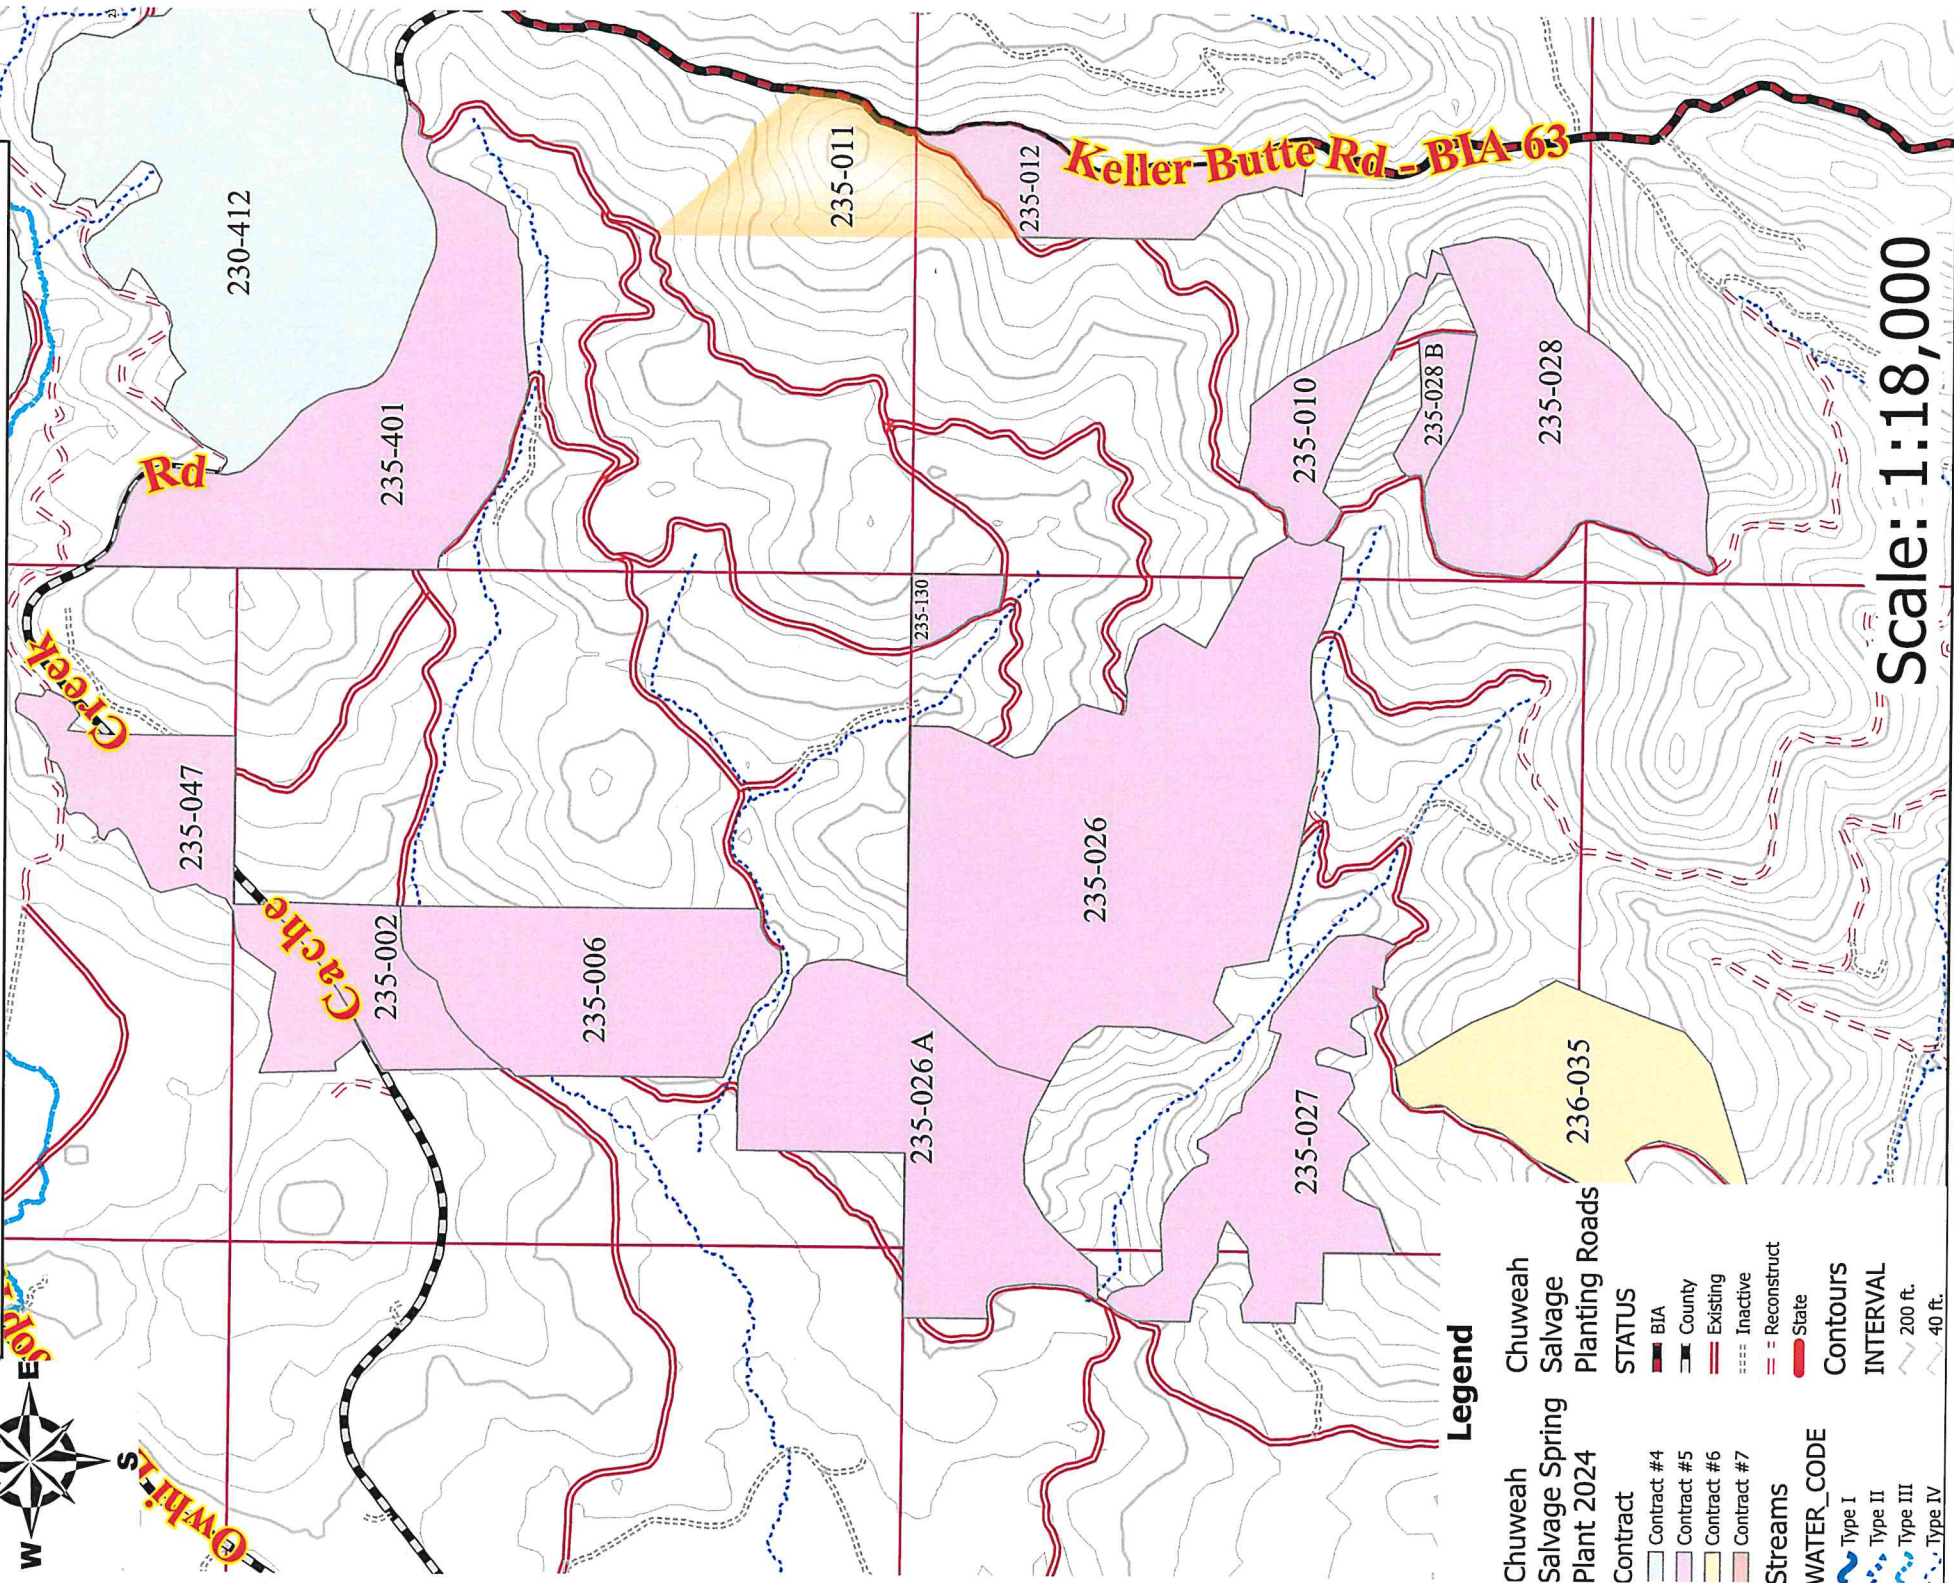 230-412
235-011
235-012
Keller Butte Rd - BIA 63
235-401
Rd
Creek
Cache
235-010
235-028 B
235-028
235-130
235-047
235-002
235-006
235-026
235-026 A
235-027
236-035
Scale: 1:18,000
E
S
W
Owhi
Legend
Chuweah
Salvage Spring
Plant 2024
Contract
Contract #4
Contract #5
Contract #6
Contract #7
Streams
WATER_CODE
Type I
Type II
Type III
Type IV
Chuweah
Salvage
Planting Roads
STATUS
BIA
County
Existing
Inactive
Reconstruct
State
Contours
INTERVAL
200 ft.
40 ft.